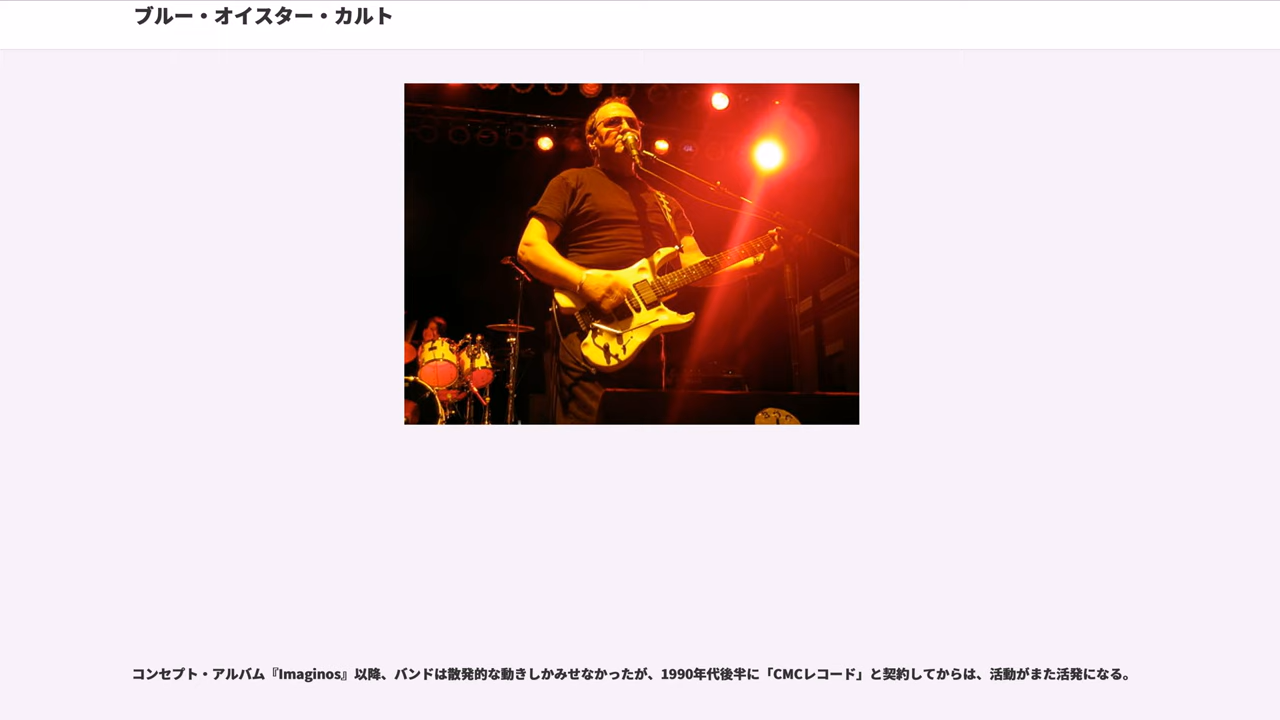 ブルー・オイスター・カルト
コンセプト・アルバム『Imaginos』以降、バンドは散発的な動きしかみせなかったが、1990年代後半に「CMCレコード」と契約してからは、活動がまた活発になる。